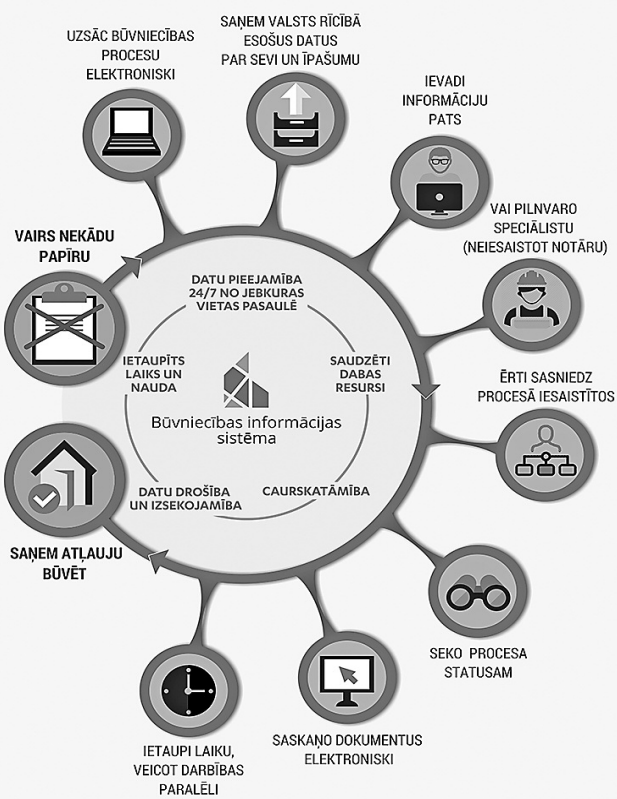 UZSĀC BŪVNIECĪBAS
PROCESU
ELEKTRONISKI
SAŅEM VALSTS RĪCĪBĀ
ESOŠUS DATUS
PAR SEVI UN ĪPAŠUMU
IEVADI
INFORMĀCIJU
PATS
VAI PILNVARO
SPECIĀLISTU
(NEIESAISTOT NOTĀRU)
ĒRTI SASNIEDZ
PROCESĀ IESAISTĪTOS
SEKO PROCESA
STATUSAM
SASKAŅO DOKUMENTUS
ELEKTRONISKI
IETAUPI LAIKU,
VEICOT DARBĪBAS
PARALĒLI
SAŅEM ATĻAUJU
BŪVĒT
VAIRS NEKĀDU
PAPĪRU
DATU PIEEJAMĪBA
24/7 NO JEBKURAS
VIETAS PASAULĒ
SAUDZĒTI
DABAS
RESURSI
CAURSKATĀMĪBA
DATU DROŠĪBA
UN IZSEKOJAMĪBA
IETAUPĪTS
LAIKS UN
NAUDA
Būvniecības informācijas
sistēma